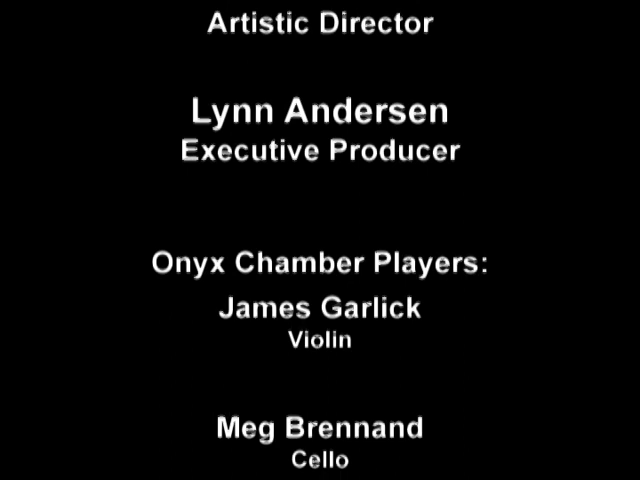 Artistic Director
Lynn Andersen
Executive Producer
Onyx Chamber Players:
James Garlick
Violin
Meg Brennand
Cello